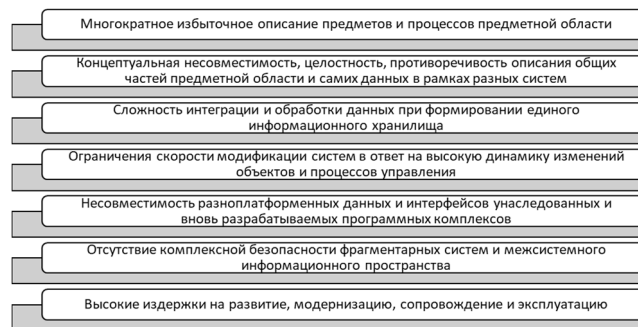 Многократное избыточное описание предметов и процессов предметной области
Концептуальная несовместимость, целостность, противоречивость описания общих
частей предметной области и самих данных в рамках разных систем
Сложность интеграции и обработки данных при формировании единого
информационного хранилища
Ограничения скорости модификации систем в ответ на высокую динамику изменений
объектов и процессов управления
Несовместимость разноплатформенных данных и интерфейсов унаследованных и
вновь разрабатываемых программных комплексов
Отсутствие комплексной безопасности фрагментарных систем и межсистемного
информационного пространства
Высокие издержки на развитие, модернизацию, сопровождение и эксплуатацию